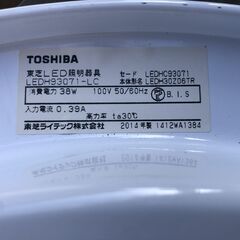 TOSHIBA
東芝LED照明器具 セード LEDHC93071
LEDH93071-LC 本体形名 LEDH30Z06TR
消費電力 38W 100V 50/60Hz
B.I.S
入力電流 0.39A
高力率 ta30℃
東芝ライテック株式会社 2014年製 1412WA1384